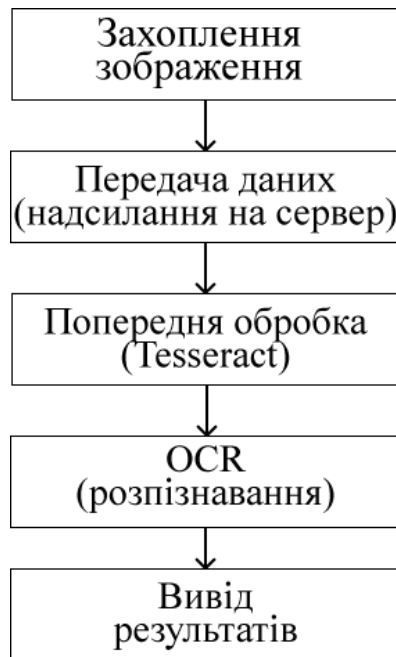 Захоплення
зображення
Передача даних
(надсилання на сервер)
Попередня обробка
(Tesseract)
OCR
(розпізнавання)
Вивід
результатів